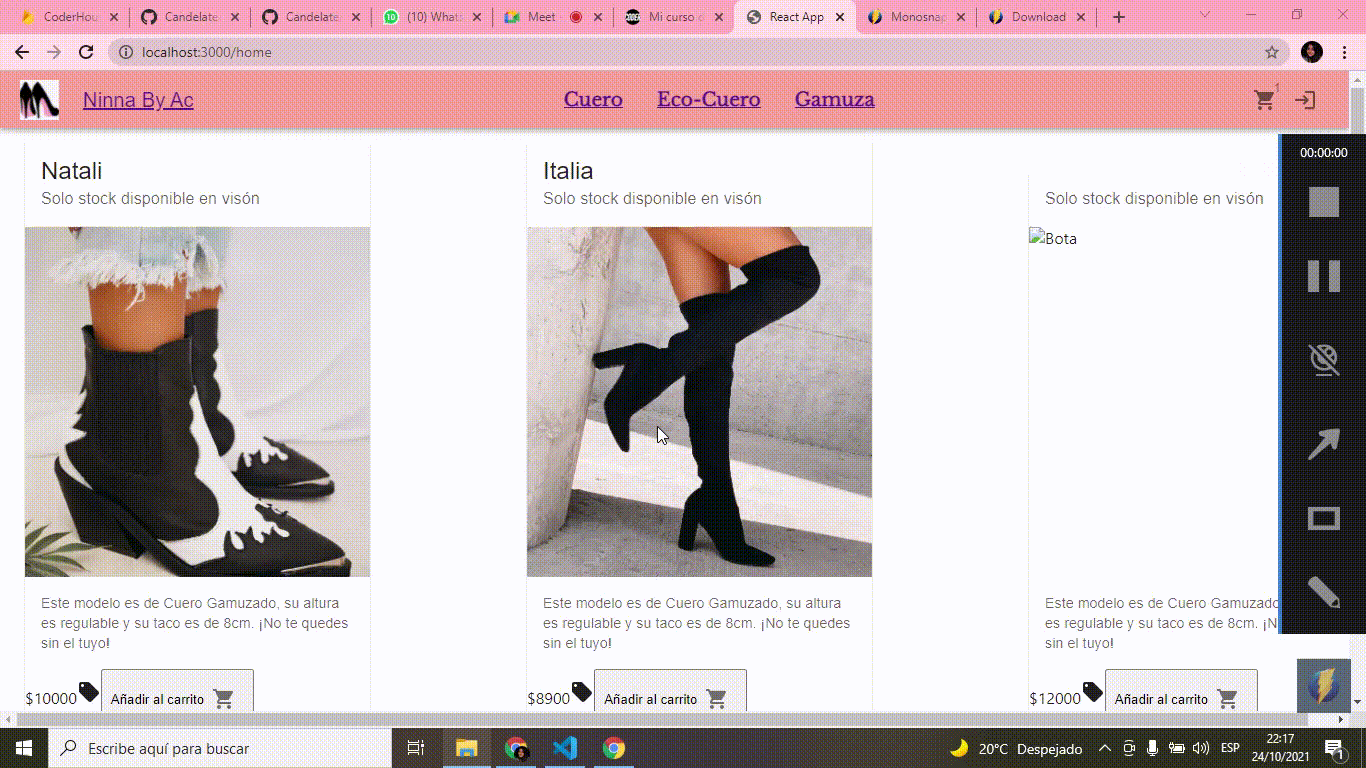 CoderHou
Candelate
Candelate
(10) What
Meet -
Mi curso d
React App
Monosnap
Download
localhost:3000/home
Ninna By Ac
Cuero
Eco-Cuero
Gamuza
1
00:00:00
Natali
Solo stock disponible en visón
Italia
Solo stock disponible en visón
Solo stock disponible en visón
Bota
Este modelo es de Cuero Gamuzado, su altura
es regulable y su taco es de 8cm. ¡No te quedes
sin el tuyo!
Este modelo es de Cuero Gamuzado, su altura
es regulable y su taco es de 8cm. ¡No te quedes
sin el tuyo!
Este modelo es de Cuero Gamuzado
es regulable y su taco es de 8cm. ¡N
sin el tuyo!
$10000
Añadir al carrito
$8900
Añadir al carrito
$12000
Añadir al carrito
Escribe aquí para buscar
20°C Despejado
ESP
22:17
24/10/2021
1